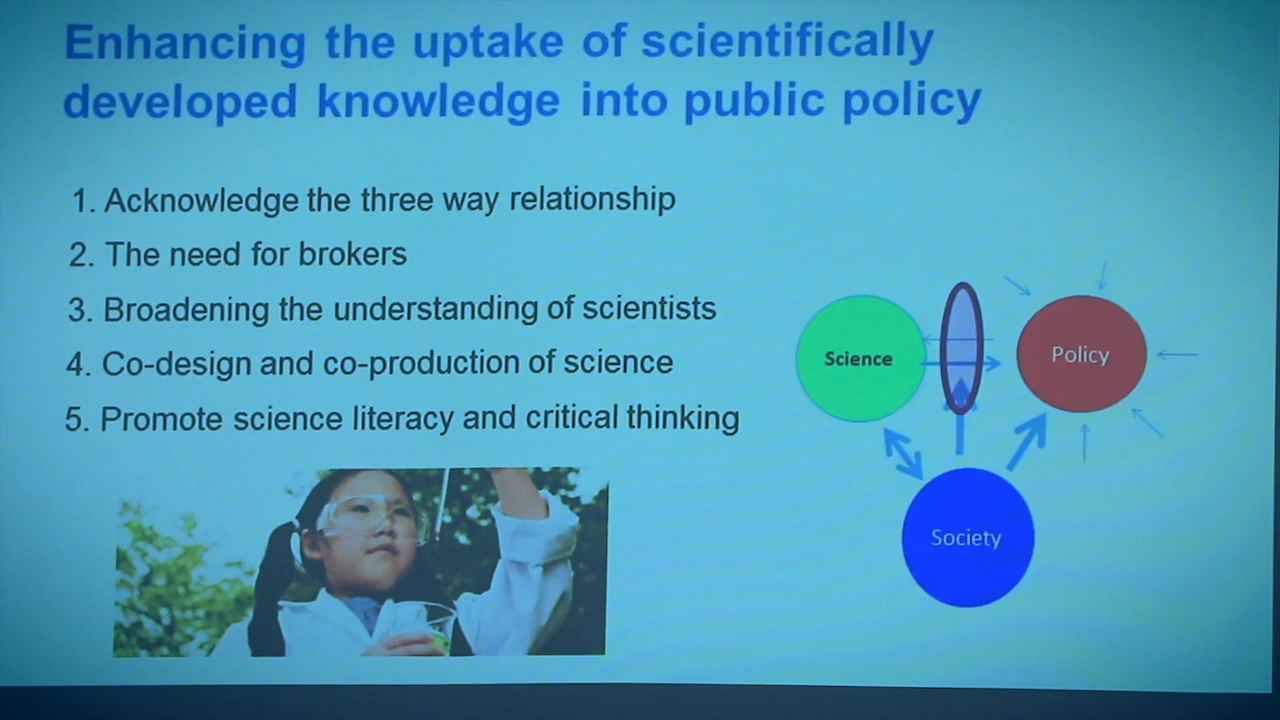 Enhancing the uptake of scientifically
developed knowledge into public policy
1. Acknowledge the three way relationship
2. The need for brokers
3. Broadening the understanding of scientists
4. Co-design and co-production of science
5. Promote science literacy and critical thinking
Science
Policy
Society